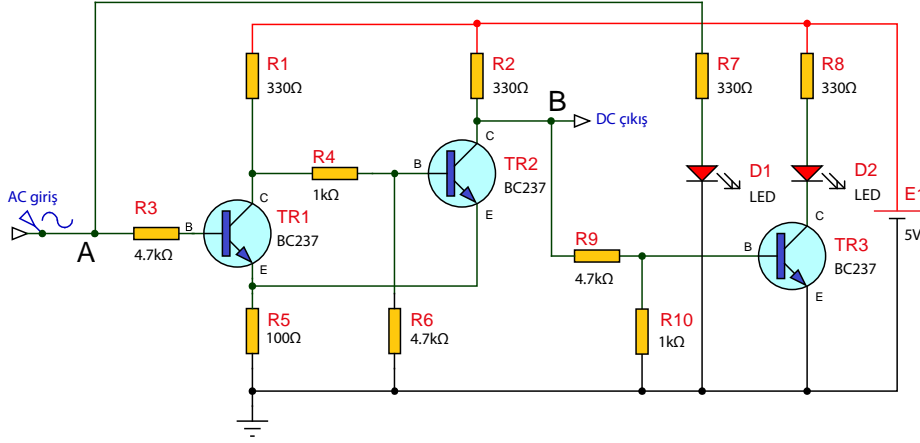 R1
330Ω
R2
330Ω
R7
330Ω
R8
330Ω
B
DC çıkış
C
R4
1kΩ
B
TR2
BC237
E
D1
LED
D2
LED
E1
5V
AC giriş
A
R3
4.7kΩ
B
C
TR1
BC237
E
R9
4.7kΩ
B
C
TR3
BC237
E
R5
100Ω
R6
4.7kΩ
R10
1kΩ